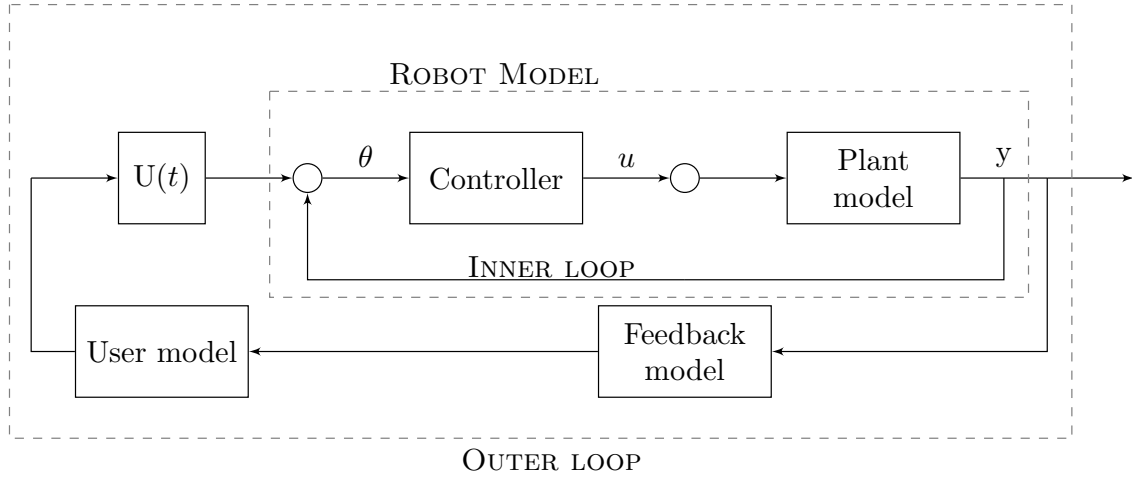 ROBOT MODEL
U(t)
θ
Controller
u
Plant
model
y
INNER LOOP
User model
Feedback
model
OUTER LOOP